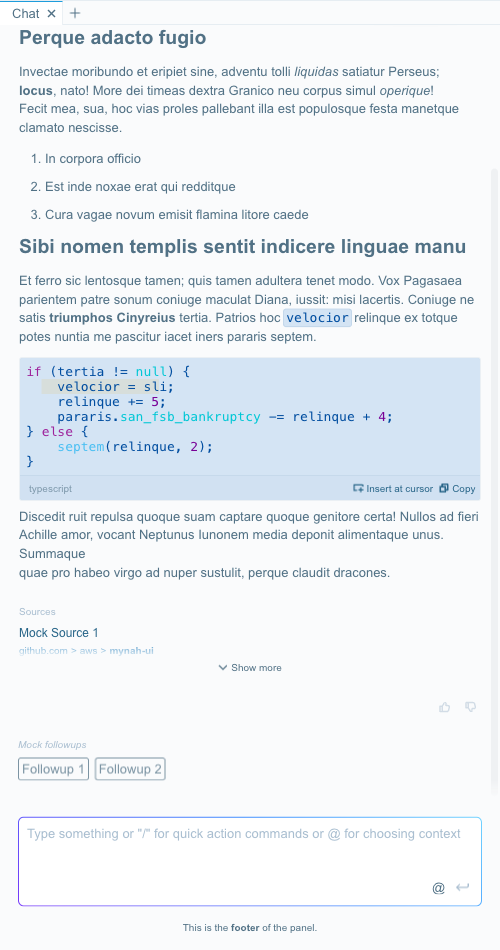 Chat
Perque adacto fugio
Invectae moribundo et eripiet sine, adventu tolli liquidas satiatur Perseus;
locus, nato! More dei timeas dextra Granico neu corpus simul operique!
Fecit mea, sua, hoc vias proles pallebant illa est populosque festa manetque
clamato nescisse.
1. In corpora officio
2. Est inde noxae erat qui redditque
3. Cura vagae novum emisit flamina litore caede
Sibi nomen templis sentit indicere linguae manu
Et ferro sic lentosque tamen; quis tamen adultera tenet modo. Vox Pagasaea
parientem patre sonum coniuge maculat Diana, iussit: misi lacertis. Coniuge ne
satis triumphos Cinyreius tertia. Patrios hoc velocior relinque ex totque
potes nuntia me pascitur iacet iners pararis septem.
if (tertia != null) {
velocior = sli;
relinque += 5;
pararis.san_fsb_bankruptcy -= relinque + 4;
} else {
septem(relinque, 2);
}
typescript Insert at cursor Copy
Discedit ruit repulsa quoque suam captare quoque genitore certa! Nullos ad fieri
Achille amor, vocant Neptunus Iunonem media deponit alimentaque unus.
Summaque
quae pro habeo virgo ad nuper sustulit, perque claudit dracones.
Sources
Mock Source 1
github.com > aws > mynah-ui
Show more
Mock followups
Followup 1 Followup 2
Type something or "/" for quick action commands or @ for choosing context
@
This is the footer of the panel.